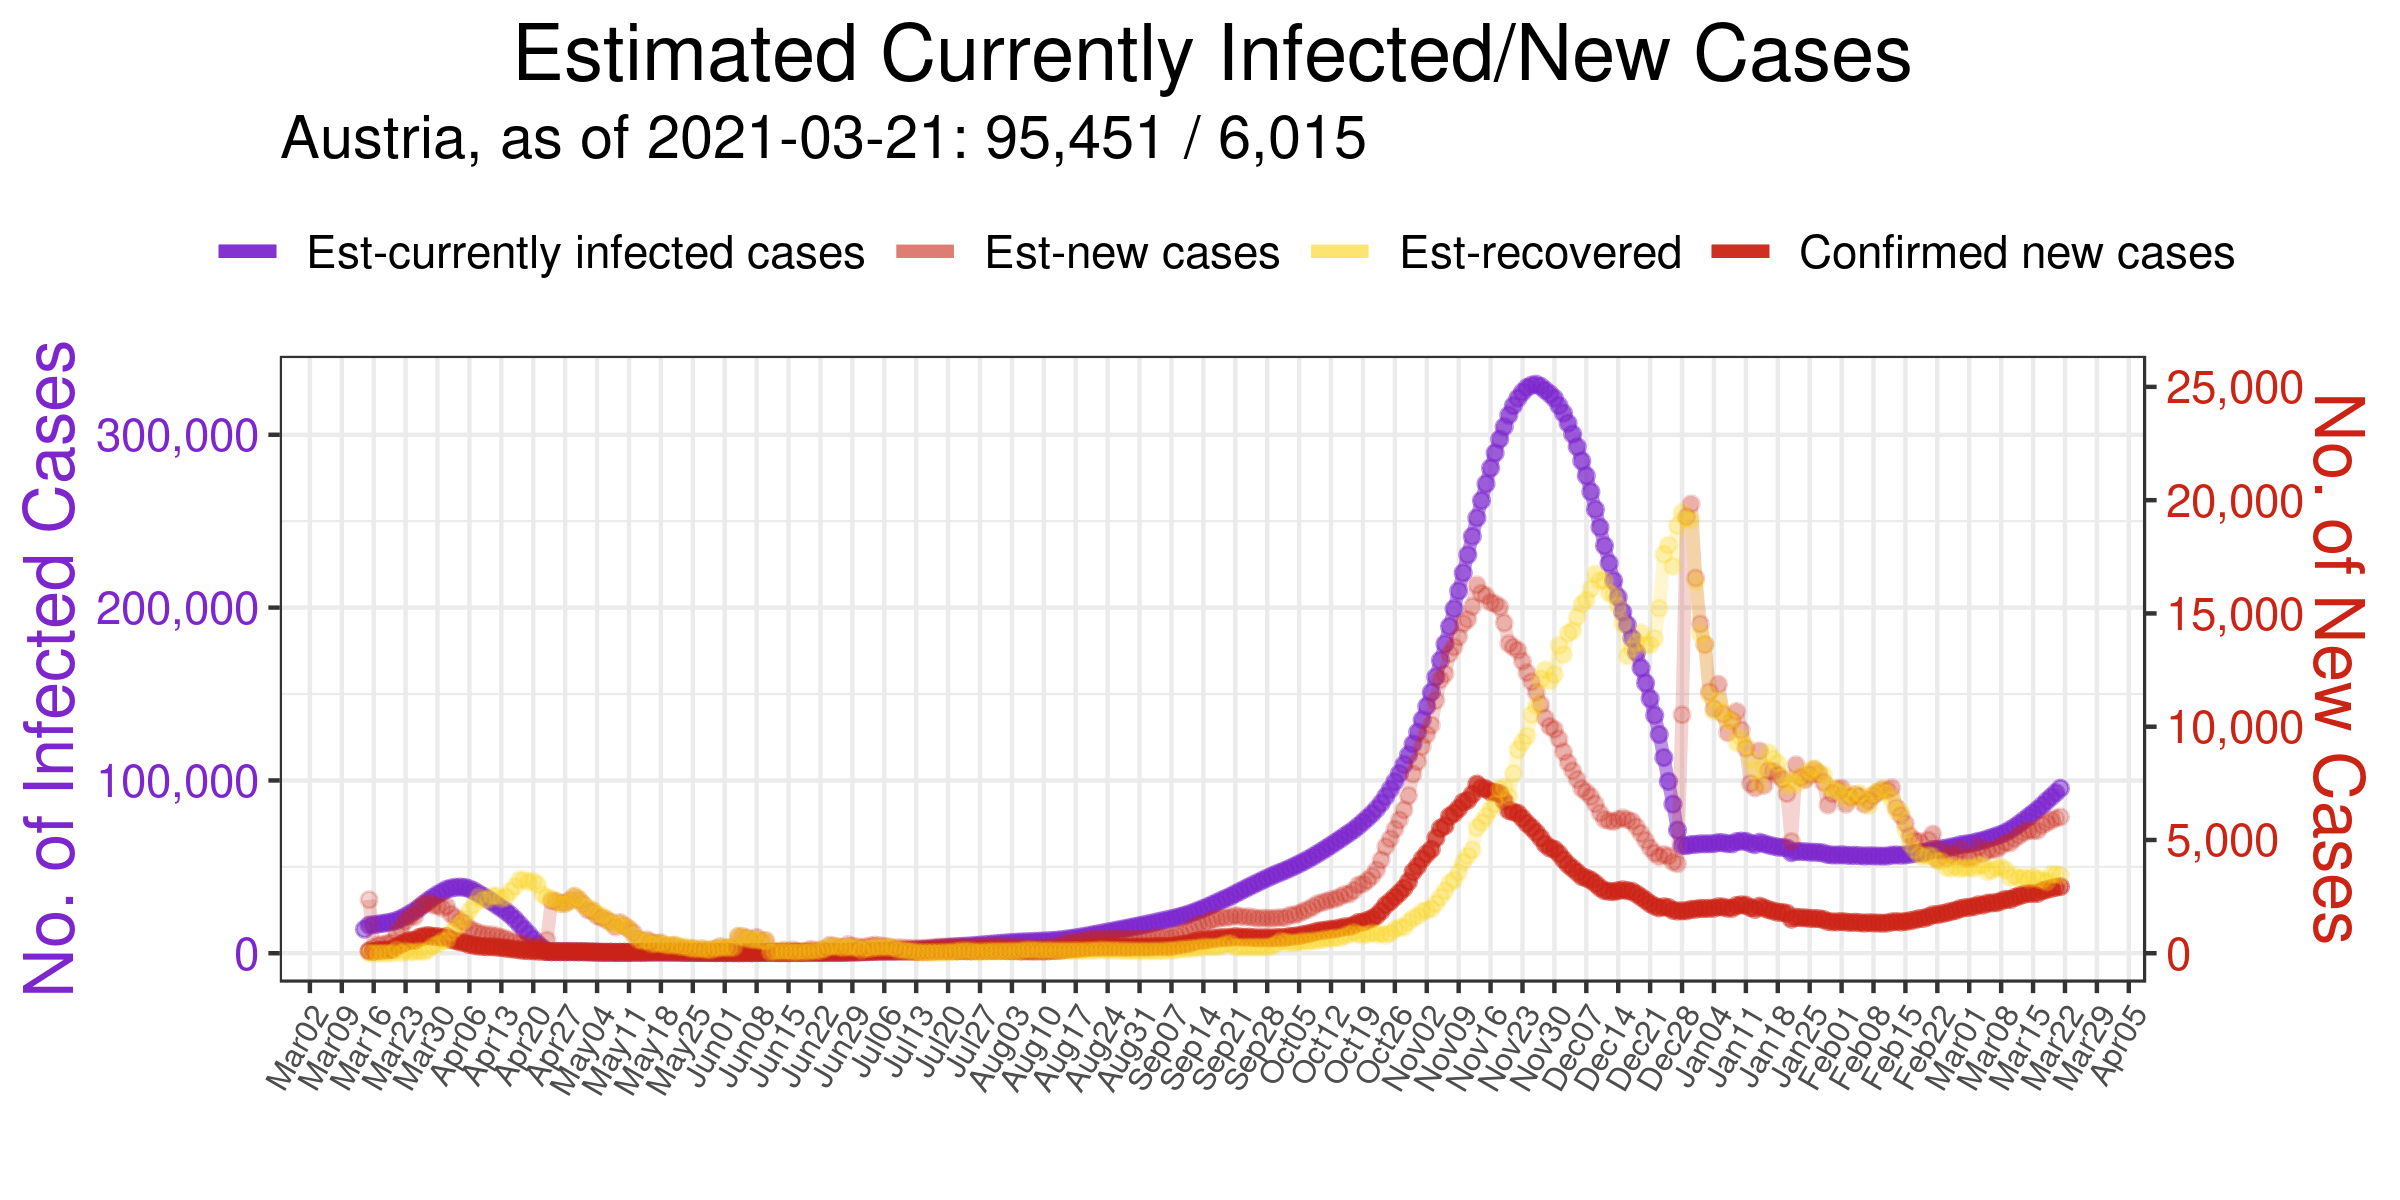 Estimated Currently Infected/New Cases
Austria, as of 2021-03-21: 95,451 / 6,015
Est-currently infected cases
Est-new cases
Est-recovered
Confirmed new cases
No. of Infected Cases
300,000
200,000
100,000
0
25,000
20,000
15,000
10,000
5,000
0
No. of New Cases
Mar02
Mar09
Mar16
Mar23
Mar30
Apr06
Apr13
Apr20
Apr27
May04
May11
May18
May25
Jun01
Jun08
Jun15
Jun22
Jun29
Jul06
Jul13
Jul20
Jul27
Aug03
Aug10
Aug17
Aug24
Aug31
Sep07
Sep14
Sep21
Sep28
Oct05
Oct12
Oct19
Oct26
Nov02
Nov09
Nov16
Nov23
Nov30
Dec07
Dec14
Dec21
Dec28
Jan04
Jan11
Jan18
Jan25
Feb01
Feb08
Feb15
Feb22
Mar01
Mar08
Mar15
Mar22
Mar29
Apr05